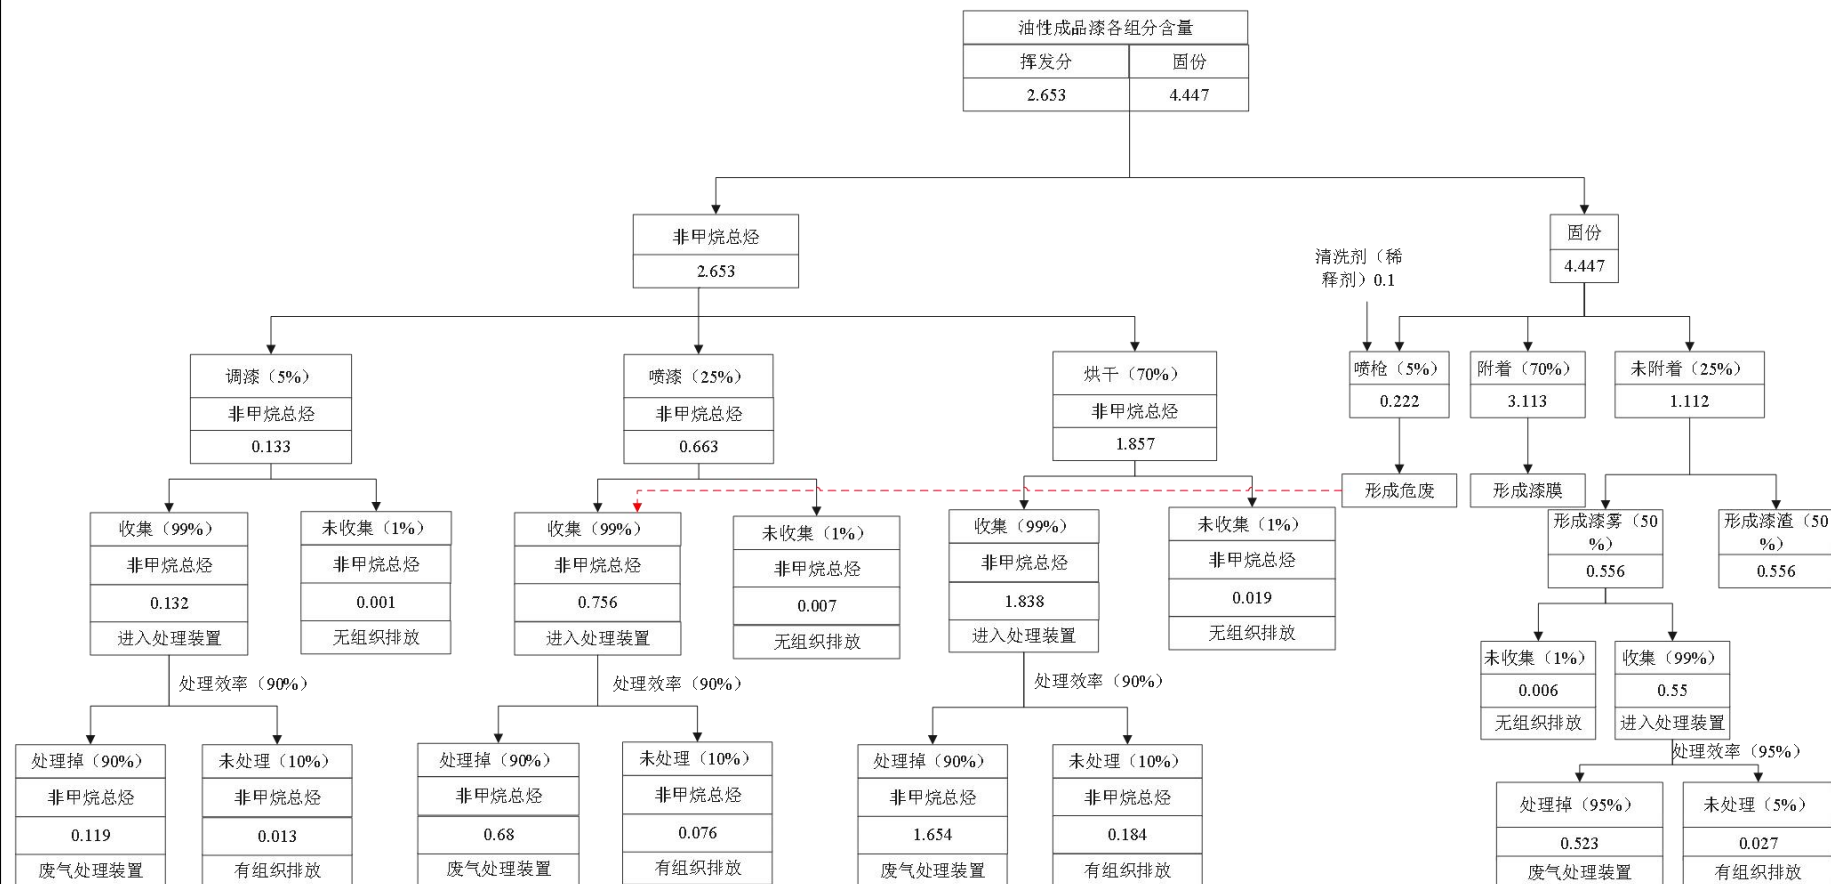 油性成品漆各组分含量
挥发分 固份
2.653 4.447
非甲烷总烃
2.653
固份
4.447
清洗剂（稀
释剂）0.1
调漆（5%）
非甲烷总烃
0.133
喷漆（25%）
非甲烷总烃
0.663
烘干（70%）
非甲烷总烃
1.857
喷枪（5%）
0.222
附着（70%）
3.113
未附着（25%）
1.112
形成危废
形成漆膜
收集（99%）
非甲烷总烃
0.132
进入处理装置
未收集（1%）
非甲烷总烃
0.001
无组织排放
收集（99%）
非甲烷总烃
0.756
进入处理装置
未收集（1%）
非甲烷总烃
0.007
无组织排放
收集（99%）
非甲烷总烃
1.838
进入处理装置
未收集（1%）
非甲烷总烃
0.019
无组织排放
形成漆雾（50
%）
0.556
形成漆渣（50
%）
0.556
未收集（1%）
0.006
无组织排放
收集（99%）
0.55
进入处理装置
处理效率（90%）
处理效率（90%）
处理效率（90%）
处理效率（95%）
处理掉（90%）
非甲烷总烃
0.119
废气处理装置
未处理（10%）
非甲烷总烃
0.013
有组织排放
处理掉（90%）
非甲烷总烃
0.68
废气处理装置
未处理（10%）
非甲烷总烃
0.076
有组织排放
处理掉（90%）
非甲烷总烃
1.654
废气处理装置
未处理（10%）
非甲烷总烃
0.184
有组织排放
处理掉（95%）
0.523
废气处理装置
未处理（5%）
0.027
有组织排放